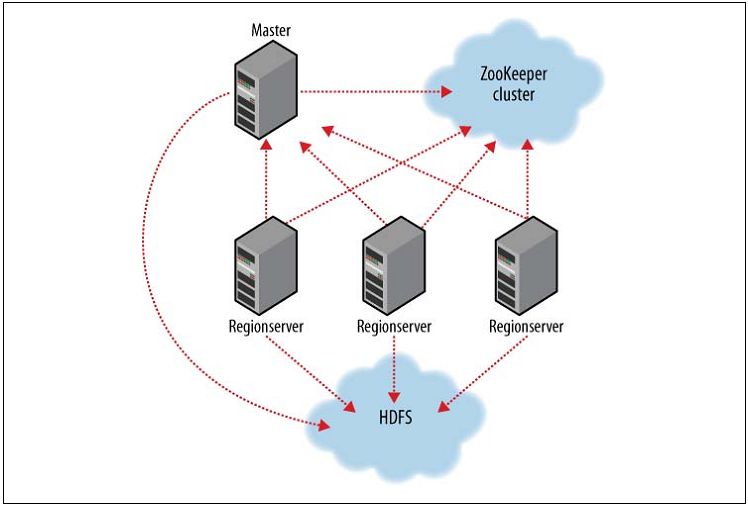 Master
ZooKeeper
cluster
Regionserver
Regionserver
Regionserver
HDFS